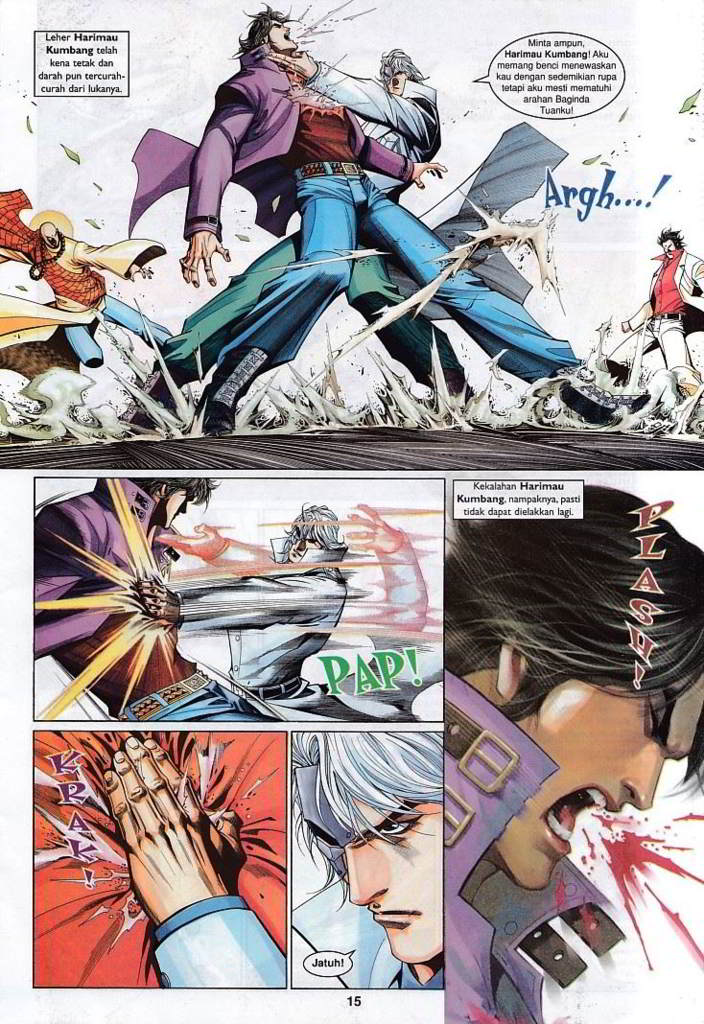 Leher Harimau
Kumbang telah
kena tetak dan
darah pun tercurah-
curah dari lukanya.
Minta ampun,
Harimau Kumbang! Aku
memang benci menewaskan
kau dengan sedemikian rupa
tetapi aku mesti mematuhi
arahan Baginda
Tuanku!
Argh....!
PAP!
Kekalahan Harimau
Kumbang, nampaknya, pasti
tidak dapat dielakkan lagi.
PLASH!
KRAK!
Jatuh!
15